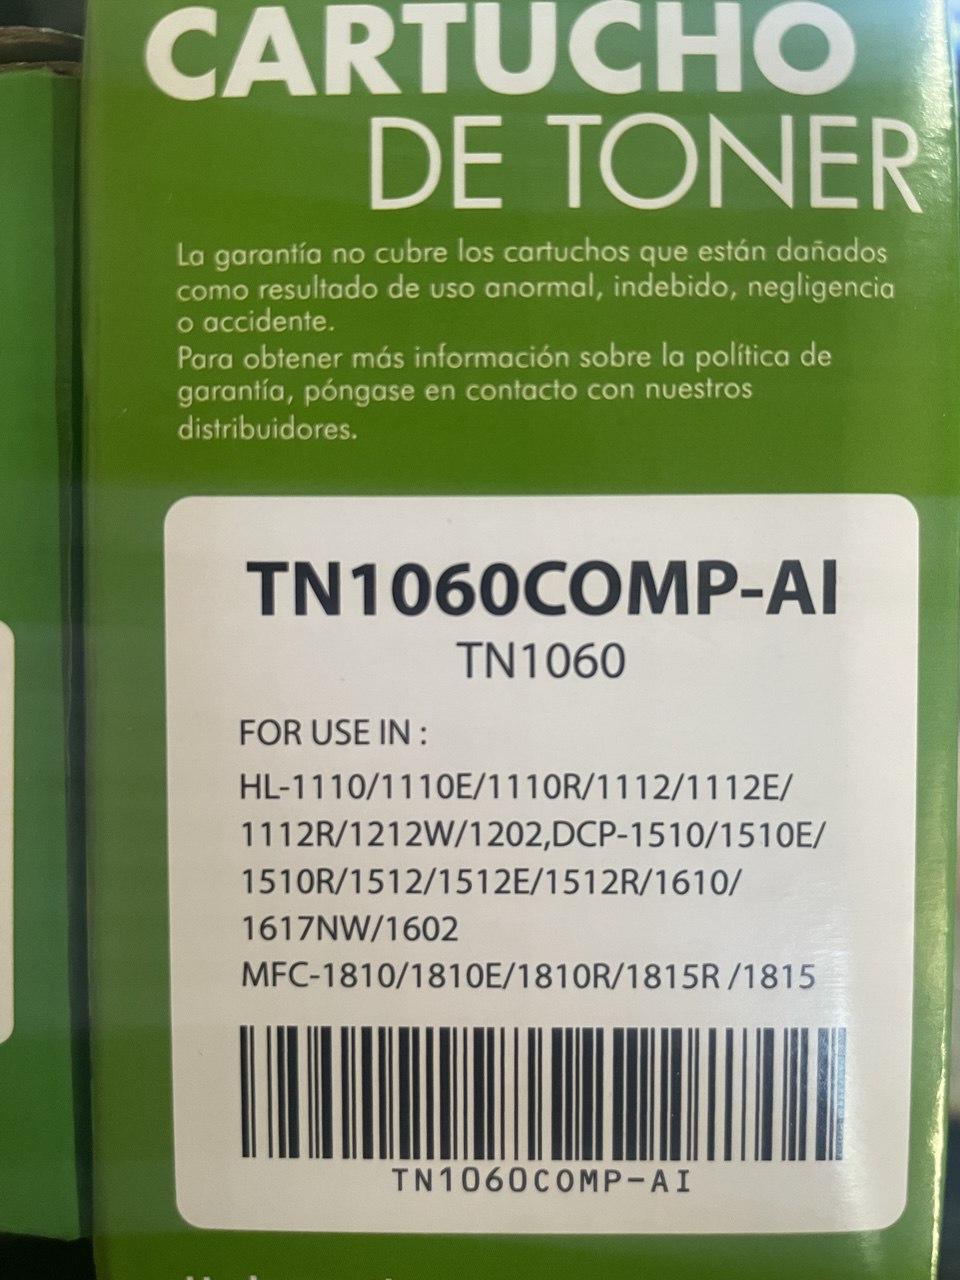 CARTUCHO
DE TONER
La garantía no cubre los cartuchos que están dañados
como resultado de uso anormal, indebido, negligencia
o accidente.
Para obtener más información sobre la política de
garantía, póngase en contacto con nuestros
distribuidores.
TN1060COMP-AI
TN1060
FOR USE IN :
HL-1110/1110E/1110R/1112/1112E/
1112R/1212W/1202,DCP-1510/1510E/
1510R/1512/1512E/1512R/1610/
1617NW/1602
MFC-1810/1810E/1810R/1815R /1815
TN1060COMP-AI